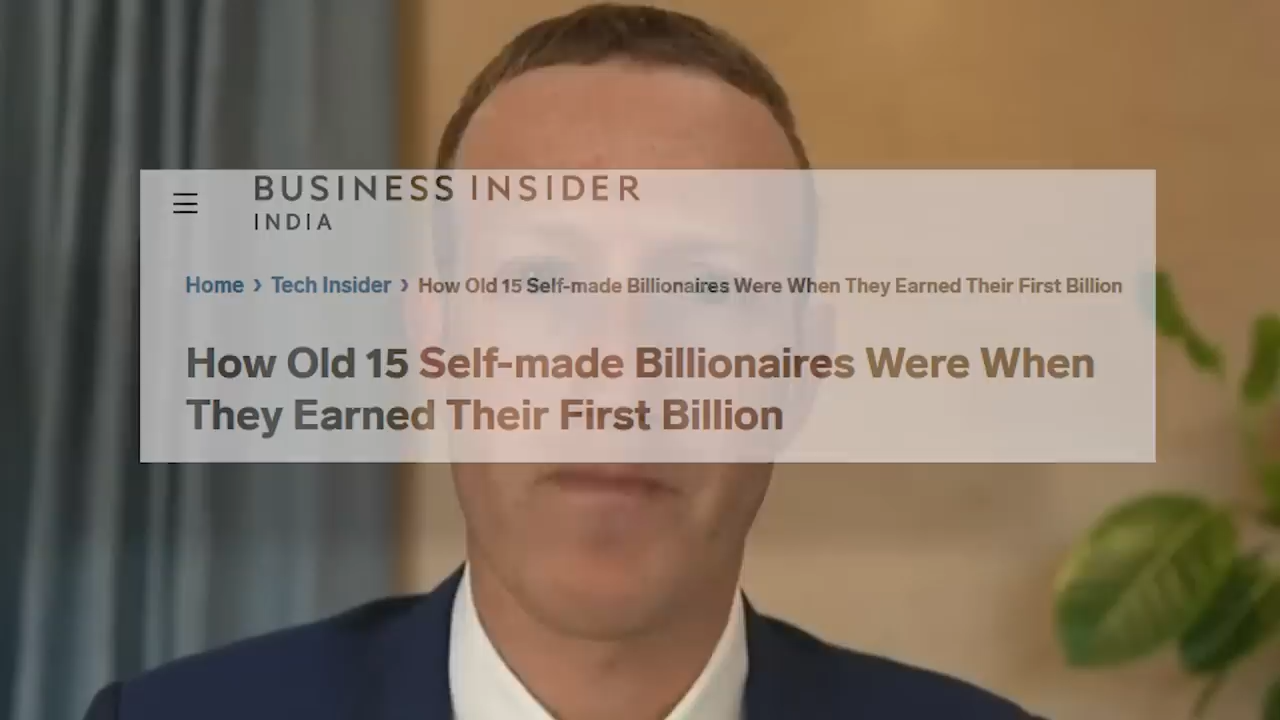 BUSINESS INSIDER
INDIA
Home › Tech Insider › How Old 15 Self-made Billionaires Were When They Earned Their First Billion
How Old 15 Self-made Billionaires Were When
They Earned Their First Billion